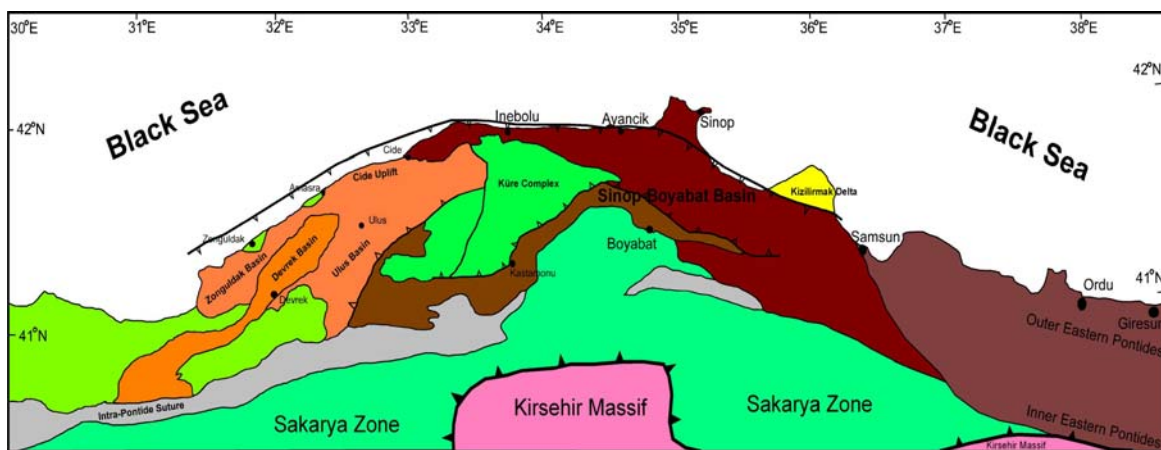 30°E 31°E 32°E 33°E 34°E 35°E 36°E 37°E 38°E
42°N
42°N
Black Sea
Black Sea
Inebolu
Ayancik
Sinop
Cide
Cide Uplift
Amasra
Küre Complex
Kizilirmak Delta
Sinop-Boyabat Basin
Ulus
Zonguldak
Devrek Basin
Ulus Basin
Boyabat
Samsun
Zonguldak Basin
Kastamonu
Devrek
41°N
Ordu
Giresun
Outer Eastern Pontides
41°N
Intra-Pontide Suture
Sakarya Zone
Kirsehir Massif
Sakarya Zone
Inner Eastern Pontides
Kirsehir Massif